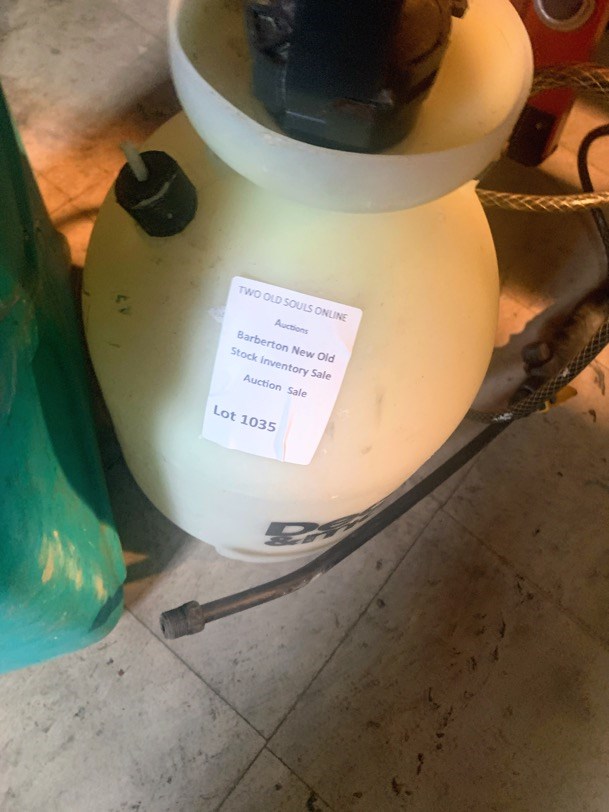 TWO OLD SOULS ONLINE
Auctions
Barberton New Old
Stock inventory Sale
Auction Sale
Lot 1035